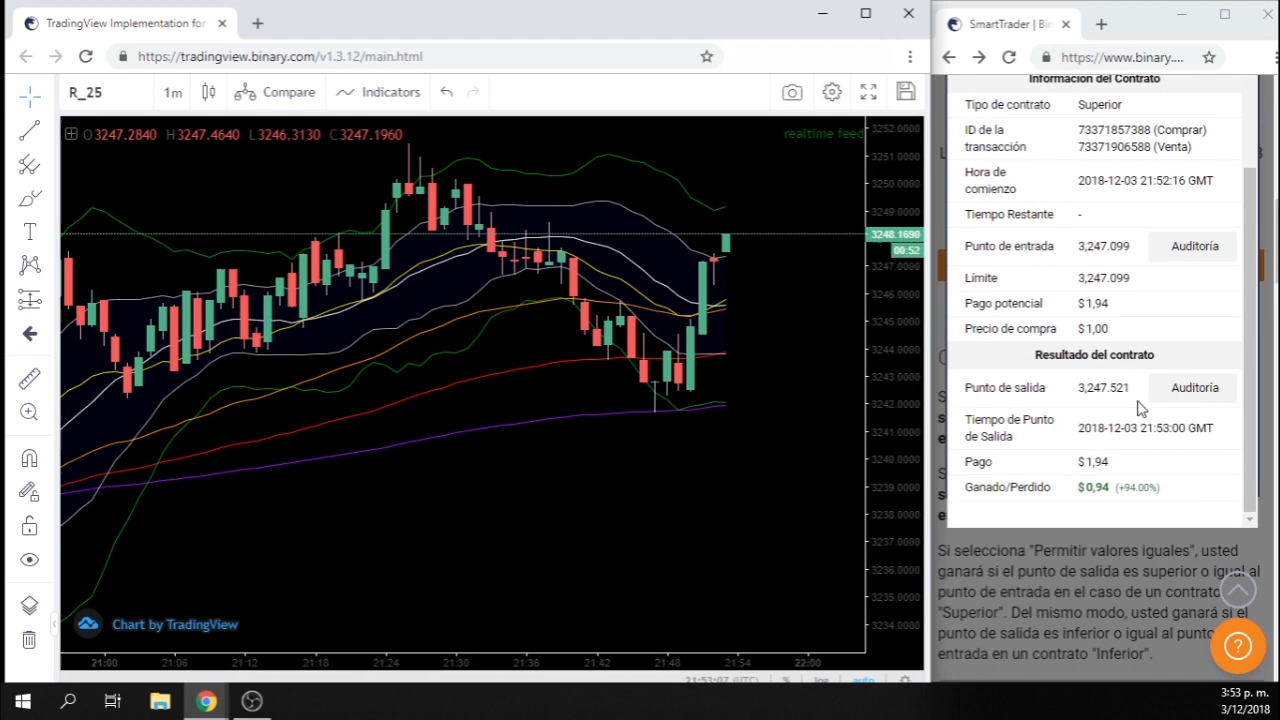 TradingView Implementation for
https://tradingview.binary.com/v1.3.12/main.html
R_25
1m
Compare
Indicators
O3247.2840 H3247.4640 L3246.3130 C3247.1960
realtime feed
3252.0000
3251.0000
3250.0000
3249.0000
3248.1690
00:52
3247.0000
3246.0000
3245.0000
3244.0000
3243.0000
3242.0000
3241.0000
3240.0000
3239.0000
3238.0000
3237.0000
3236.0000
3235.0000
3234.0000
Chart by TradingView
21:00 21:06 21:12 21:18 21:24 21:30 21:36 21:42 21:48 21:54 22:00
21:53:07 (UTC) % log auto
SmartTrader | Bin
https://www.binary....
Información del Contrato
Tipo de contrato Superior
ID de la
transacción
73371857388 (Comprar)
73371906588 (Venta)
Hora de
comienzo
2018-12-03 21:52:16 GMT
Tiempo Restante -
Punto de entrada 3,247.099 Auditoría
Límite 3,247.099
Pago potencial $1,94
Precio de compra $1,00
Resultado del contrato
Punto de salida 3,247.521 Auditoría
Tiempo de Punto
de Salida
2018-12-03 21:53:00 GMT
Pago $1,94
Ganado/Perdido $0,94 (+94.00%)
Si selecciona "Permitir valores iguales", usted
ganará si el punto de salida es superior o igual al
punto de entrada en el caso de un contrato
"Superior". Del mismo modo, usted ganará si el
punto de salida es inferior o igual al punto
entrada en un contrato "Inferior".
3:53 p. m.
3/12/2018